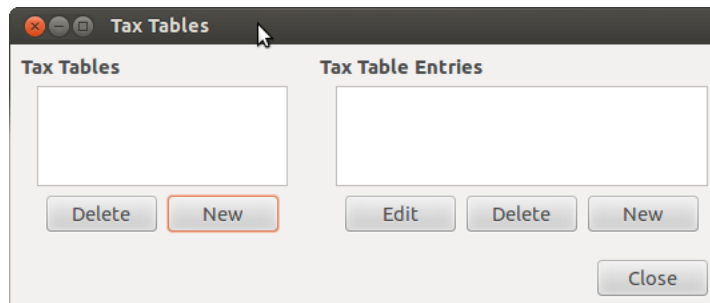 Tax Tables
Tax Tables Tax Table Entries
Delete New Edit Delete New
Close